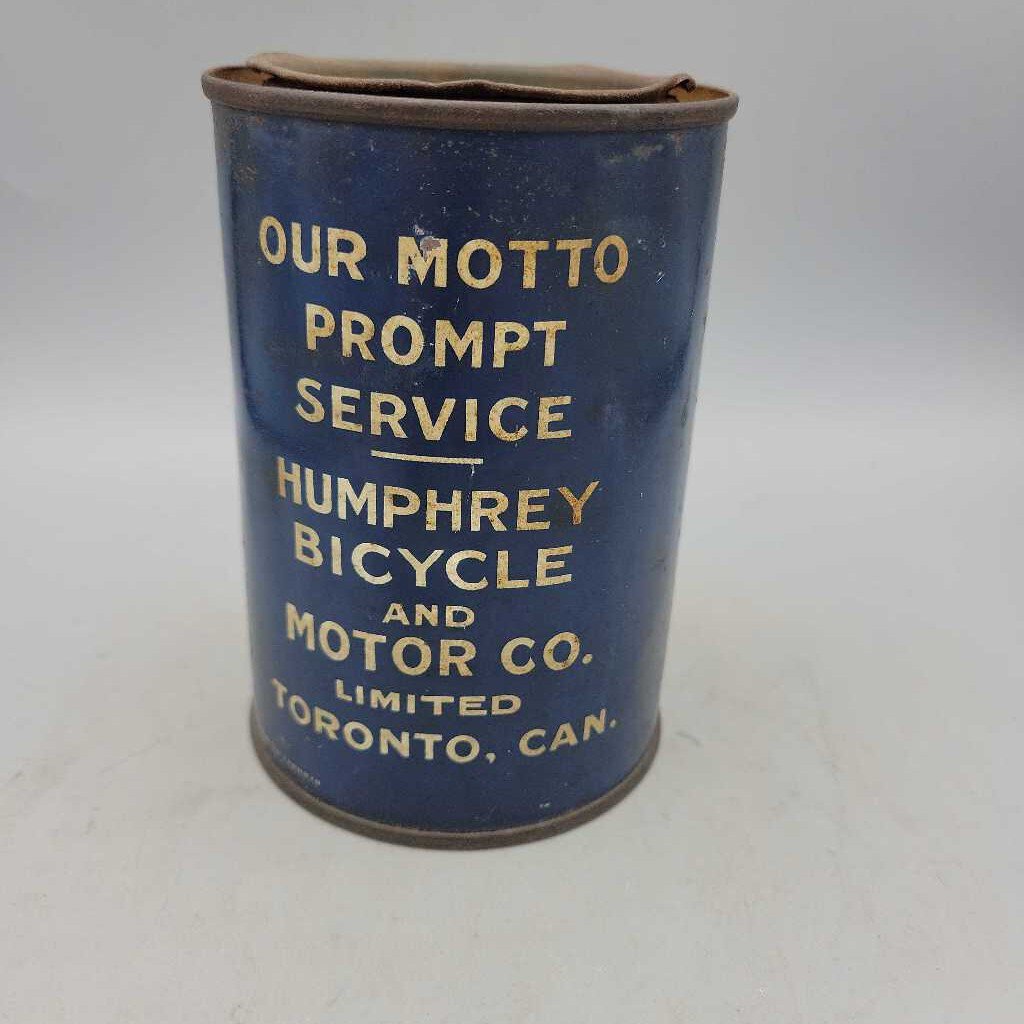 OUR MOTTO
PROMPT
SERVICE
HUMPHREY
BICYCLE
AND
MOTOR CO.
LIMITED
TORONTO, CAN.